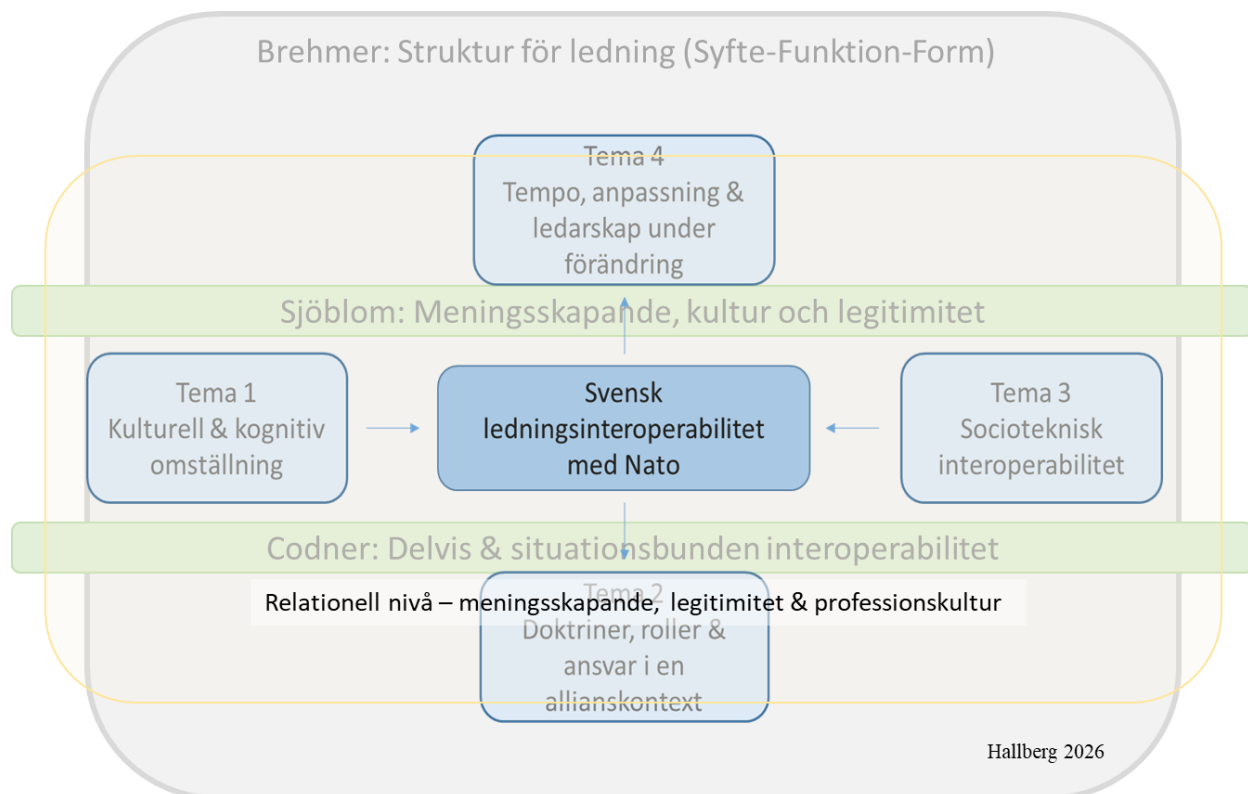 Brehmer: Struktur för ledning (Syfte-Funktion-Form)
Tema 4
Tempo, anpassning &
ledarskap under
förändring
Sjöblom: Meningsskapande, kultur och legitimitet
Tema 1
Kulturell & kognitiv
omställning
Svensk
ledningsinteroperabilitet
med Nato
Tema 3
Socioteknisk
interoperabilitet
Codner: Delvis & situationsbunden interoperabilitet
Tema 2
Relationell nivå – meningsskapande, legitimitet & professionskultur
Doktriner, roller &
ansvar i en
allianskontext
Hallberg 2026